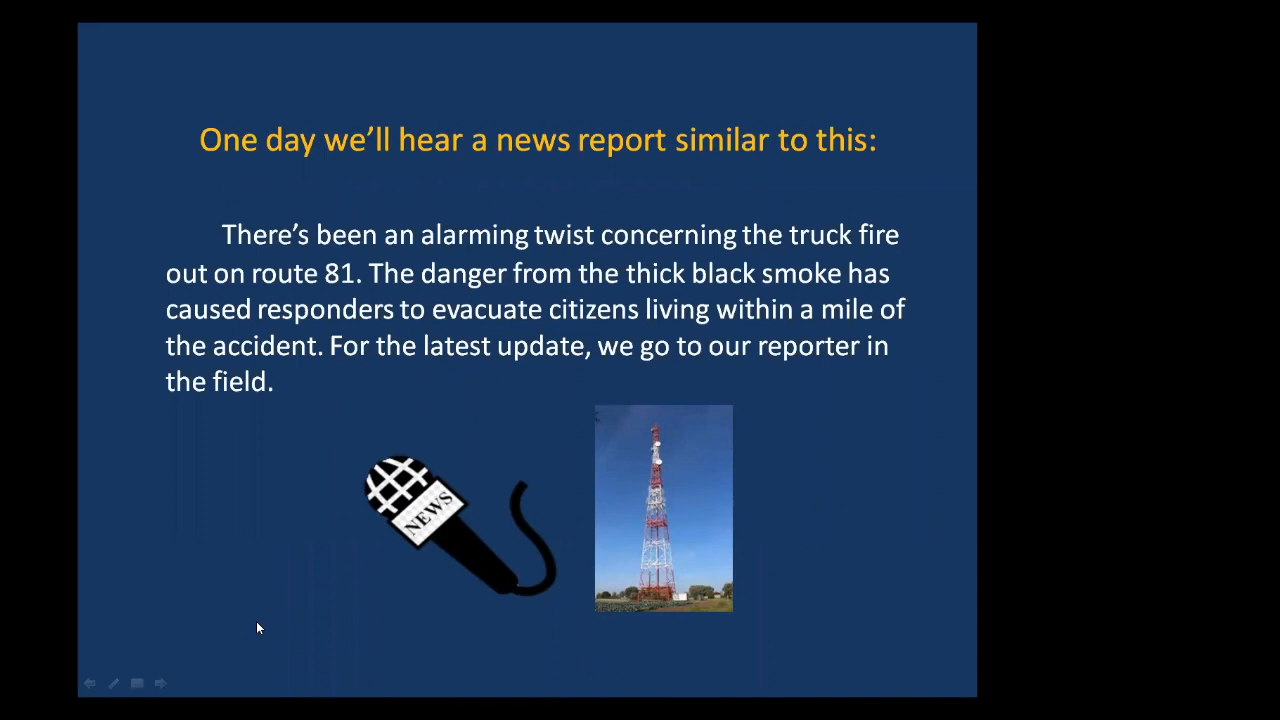 One day we’ll hear a news report similar to this:
There’s been an alarming twist concerning the truck fire
out on route 81. The danger from the thick black smoke has
caused responders to evacuate citizens living within a mile of
the accident. For the latest update, we go to our reporter in
the field.
NEWS